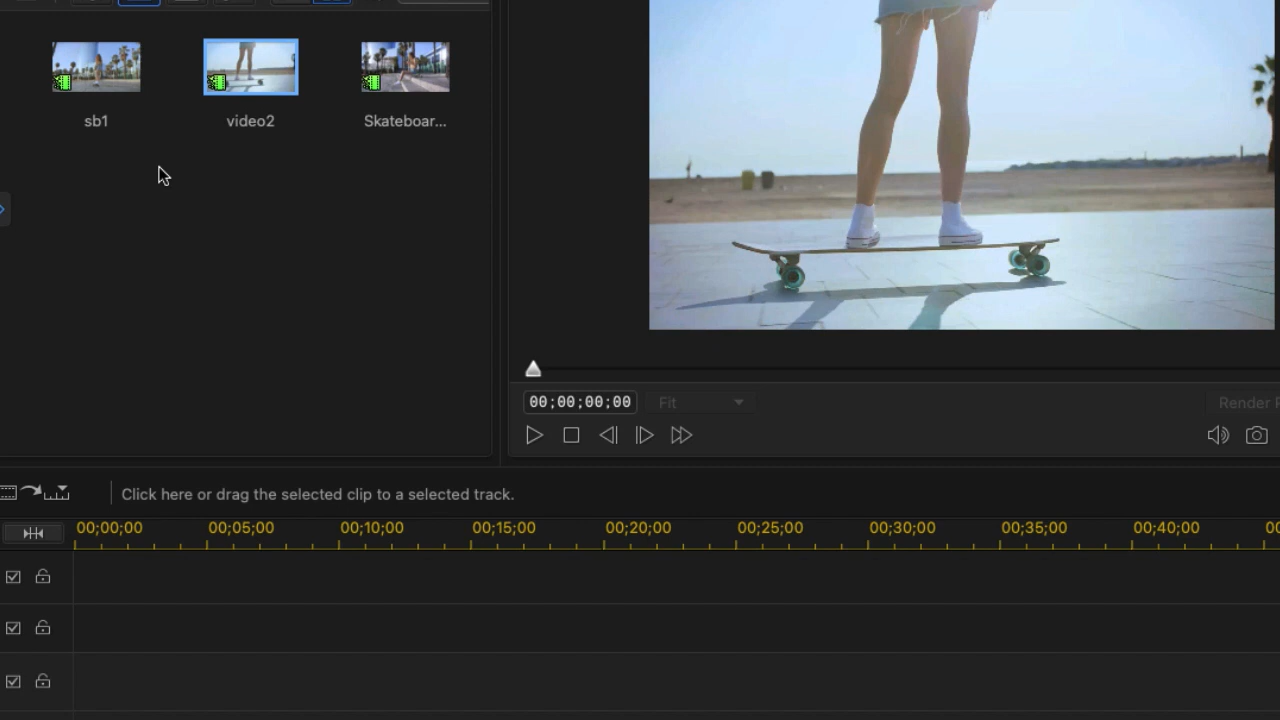 sb1
video2
Skateboar...
00;00;00;00
Fit
Render
Click here or drag the selected clip to a selected track.
00;00;00
00;05;00
00;10;00
00;15;00
00;20;00
00;25;00
00;30;00
00;35;00
00;40;00